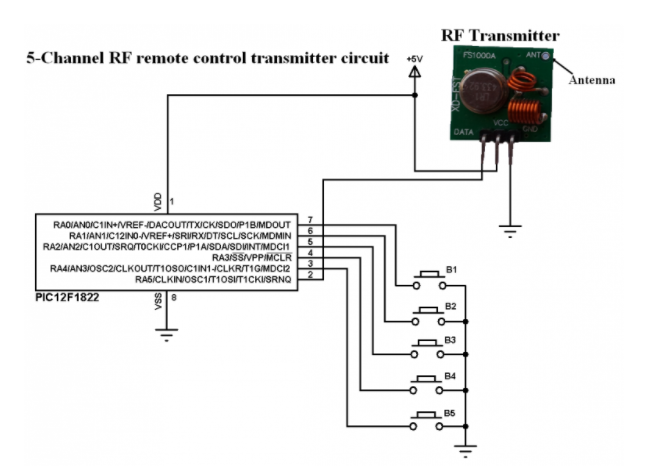 RF Transmitter
5-Channel RF remote control transmitter circuit
+5V
FS1000A
ANT
Antenna
XD-FST
DATA
VCC
GND
VDD
1
RA0/AN0/C1IN+/VREF-/DACOUT/TX/CK/SDO/P1B/MDOUT 7
RA1/AN1/C12IN0-/VREF+/SRI/RX/DT/SCL/SCK/MDMIN 6
RA2/AN2/C1OUT/SRQ/T0CKI/CCP1/P1A/SDA/SDI/INT/MDCI1 5
RA3/SS/VPP/MCLR 4
RA4/AN3/OSC2/CLKOUT/T1OSO/C1IN1-/CLKR/T1G/MDCI2 3
RA5/CLKIN/OSC1/T1OSI/T1CKI/SRNQ 2
PIC12F1822
VSS
8
B1
B2
B3
B4
B5